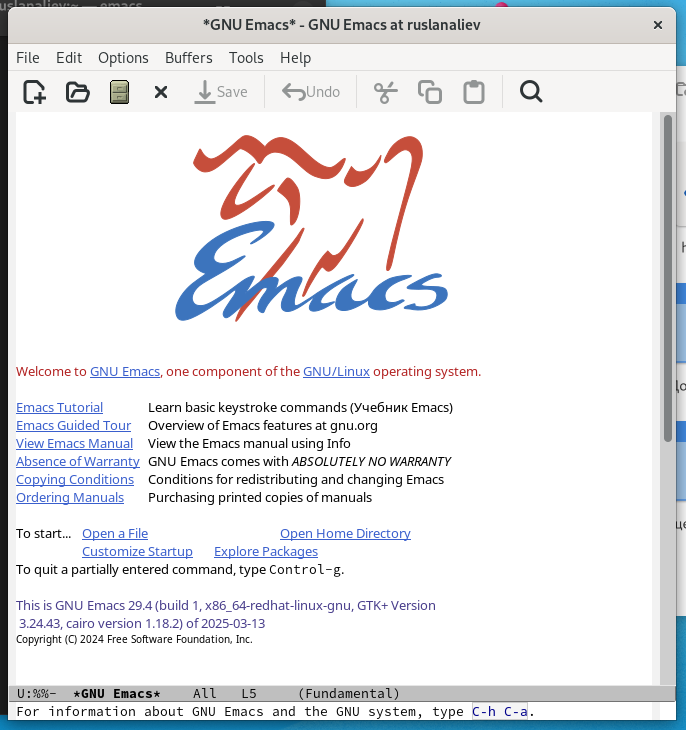 ruslanaliev:~ — emacs
*GNU Emacs* - GNU Emacs at ruslanaliev
File Edit Options Buffers Tools Help
Save Undo
Emacs
Welcome to GNU Emacs, one component of the GNU/Linux operating system.
Emacs Tutorial Learn basic keystroke commands (Учебник Emacs)
Emacs Guided Tour Overview of Emacs features at gnu.org
View Emacs Manual View the Emacs manual using Info
Absence of Warranty GNU Emacs comes with ABSOLUTELY NO WARRANTY
Copying Conditions Conditions for redistributing and changing Emacs
Ordering Manuals Purchasing printed copies of manuals
To start... Open a File Open Home Directory
Customize Startup Explore Packages
To quit a partially entered command, type Control-g.
This is GNU Emacs 29.4 (build 1, x86_64-redhat-linux-gnu, GTK+ Version
3.24.43, cairo version 1.18.2) of 2025-03-13
Copyright (C) 2024 Free Software Foundation, Inc.
U:%%- *GNU Emacs* All L5 (Fundamental)
For information about GNU Emacs and the GNU system, type C-h C-a.